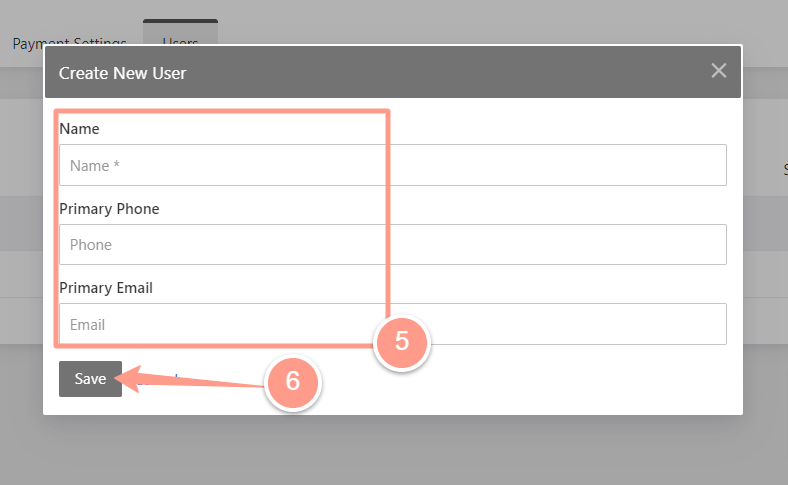 Payment Settings Users
Create New User
Name
Name *
Primary Phone
Phone
Primary Email
Email
5
Save
6